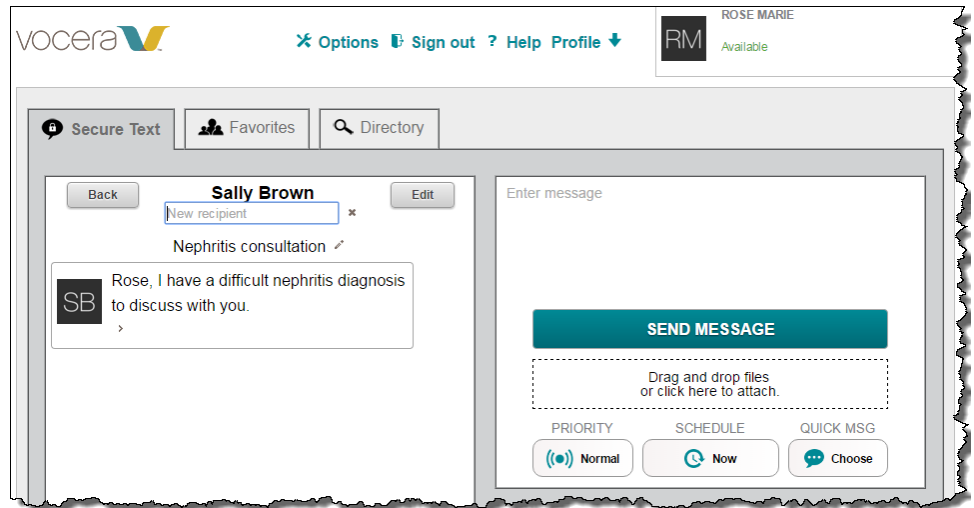 vocera
Options Sign out ? Help Profile
RM
ROSE MARIE
Available
Secure Text
Favorites
Directory
Back
Sally Brown
Edit
New recipient
Nephritis consultation
SB
Rose, I have a difficult nephritis diagnosis
to discuss with you.
Enter message
SEND MESSAGE
Drag and drop files
or click here to attach.
PRIORITY SCHEDULE QUICK MSG
Normal Now Choose